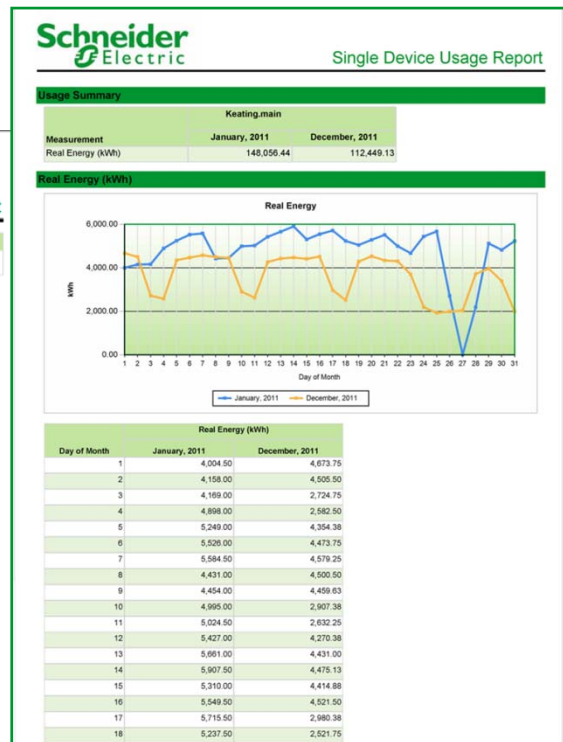 Schneider
Electric
Single Device Usage Report
Usage Summary
Keating.main
Measurement January, 2011 December, 2011
Real Energy (kWh) 148,056.44 112,449.13
Real Energy (kWh)
Real Energy
6,000.00
4,000.00
2,000.00
0.00
kWh
1 2 3 4 5 6 7 8 9 10 11 12 13 14 15 16 17 18 19 20 21 22 23 24 25 26 27 28 29 30 31
Day of Month
January, 2011 December, 2011
Real Energy (kWh)
Day of Month January, 2011 December, 2011
1 4,004.50 4,673.75
2 4,158.00 4,505.50
3 4,169.00 2,724.75
4 4,898.00 2,582.50
5 5,249.00 4,354.38
6 5,526.00 4,473.75
7 5,584.50 4,579.25
8 4,431.00 4,500.50
9 4,454.00 4,459.63
10 4,995.00 2,907.38
11 5,024.50 2,632.25
12 5,427.00 4,270.38
13 5,661.00 4,431.00
14 5,907.50 4,475.13
15 5,310.00 4,414.88
16 5,549.50 4,521.50
17 5,715.50 2,980.38
18 5,237.50 2,521.75